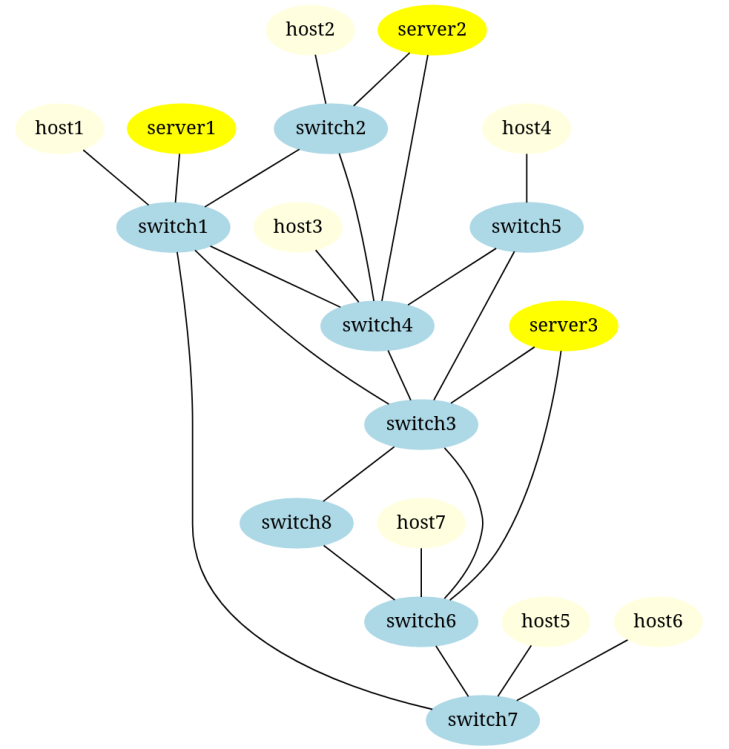 host2
server2
host1
server1
switch2
host4
switch1
host3
switch5
switch4
server3
switch3
switch8
host7
switch6
host5
host6
switch7